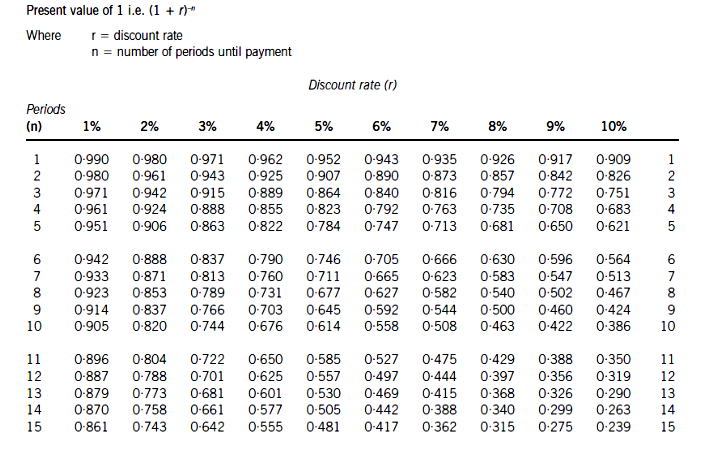 Present value of 1 i.e. (1 + r)⁻ⁿ
Where r = discount rate
n = number of periods until payment
Discount rate (r)
Periods
(n) 1% 2% 3% 4% 5% 6% 7% 8% 9% 10%
1 0·990 0·980 0·971 0·962 0·952 0·943 0·935 0·926 0·917 0·909 1
2 0·980 0·961 0·943 0·925 0·907 0·890 0·873 0·857 0·842 0·826 2
3 0·971 0·942 0·915 0·889 0·864 0·840 0·816 0·794 0·772 0·751 3
4 0·961 0·924 0·888 0·855 0·823 0·792 0·763 0·735 0·708 0·683 4
5 0·951 0·906 0·863 0·822 0·784 0·747 0·713 0·681 0·650 0·621 5
6 0·942 0·888 0·837 0·790 0·746 0·705 0·666 0·630 0·596 0·564 6
7 0·933 0·871 0·813 0·760 0·711 0·665 0·623 0·583 0·547 0·513 7
8 0·923 0·853 0·789 0·731 0·677 0·627 0·582 0·540 0·502 0·467 8
9 0·914 0·837 0·766 0·703 0·645 0·592 0·544 0·500 0·460 0·424 9
10 0·905 0·820 0·744 0·676 0·614 0·558 0·508 0·463 0·422 0·386 10
11 0·896 0·804 0·722 0·650 0·585 0·527 0·475 0·429 0·388 0·350 11
12 0·887 0·788 0·701 0·625 0·557 0·497 0·444 0·397 0·356 0·319 12
13 0·879 0·773 0·681 0·601 0·530 0·469 0·415 0·368 0·326 0·290 13
14 0·870 0·758 0·661 0·577 0·505 0·442 0·388 0·340 0·299 0·263 14
15 0·861 0·743 0·642 0·555 0·481 0·417 0·362 0·315 0·275 0·239 15